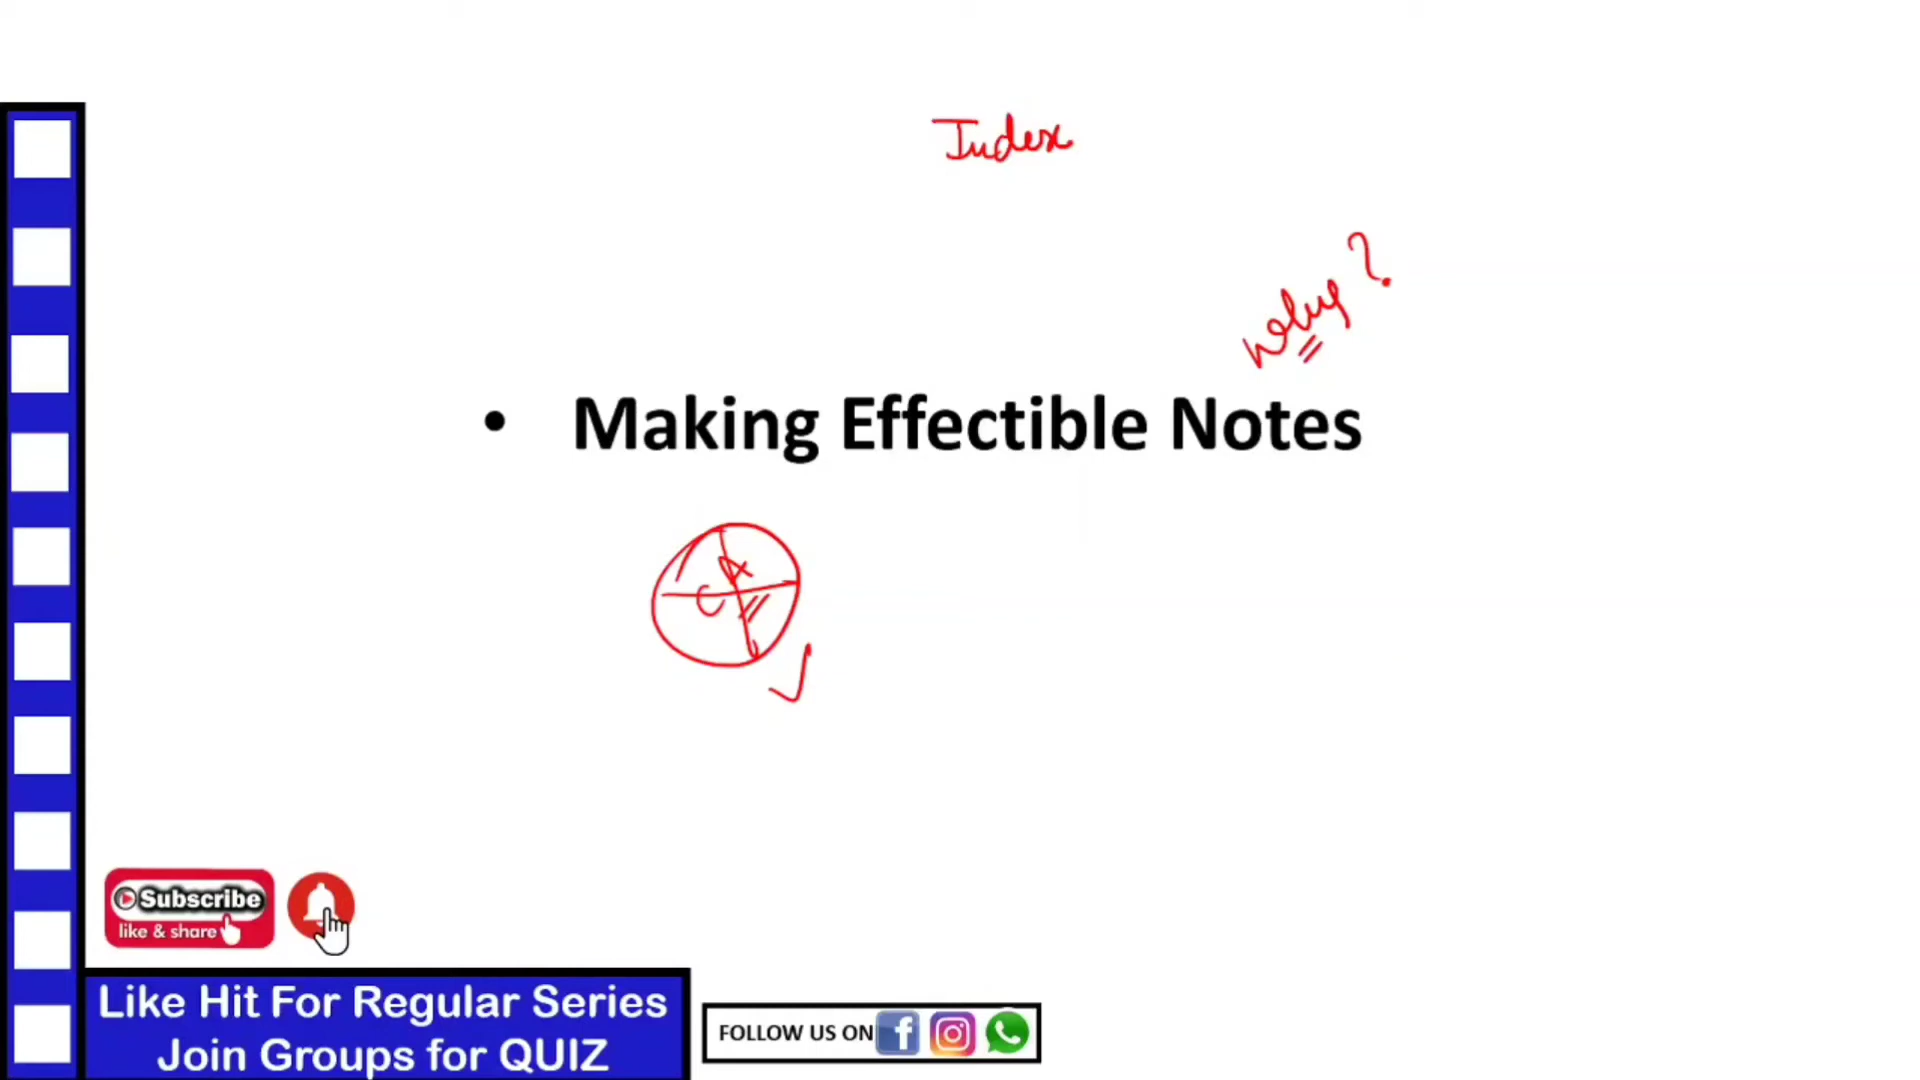 Index
Why?
• Making Effectible Notes
CA
Subscribe
like & share
Like Hit For Regular Series
Join Groups for QUIZ
FOLLOW US ON